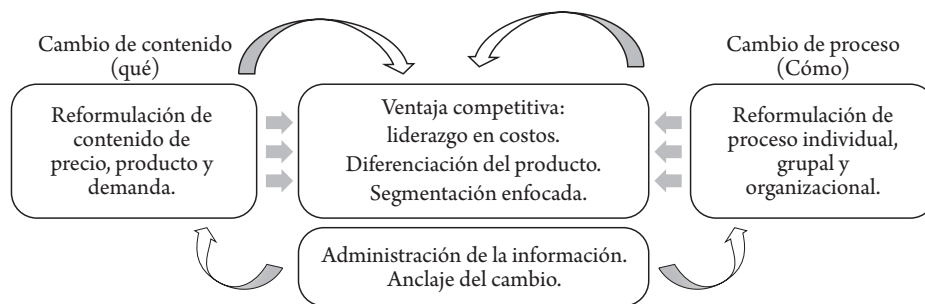 Cambio de contenido
(qué)
Reformulación de
contenido de
precio, producto y
demanda.
Ventaja competitiva:
liderazgo en costos.
Diferenciación del producto.
Segmentación enfocada.
Cambio de proceso
(Cómo)
Reformulación de
proceso individual,
grupal y
organizacional.
Administración de la información.
Anclaje del cambio.